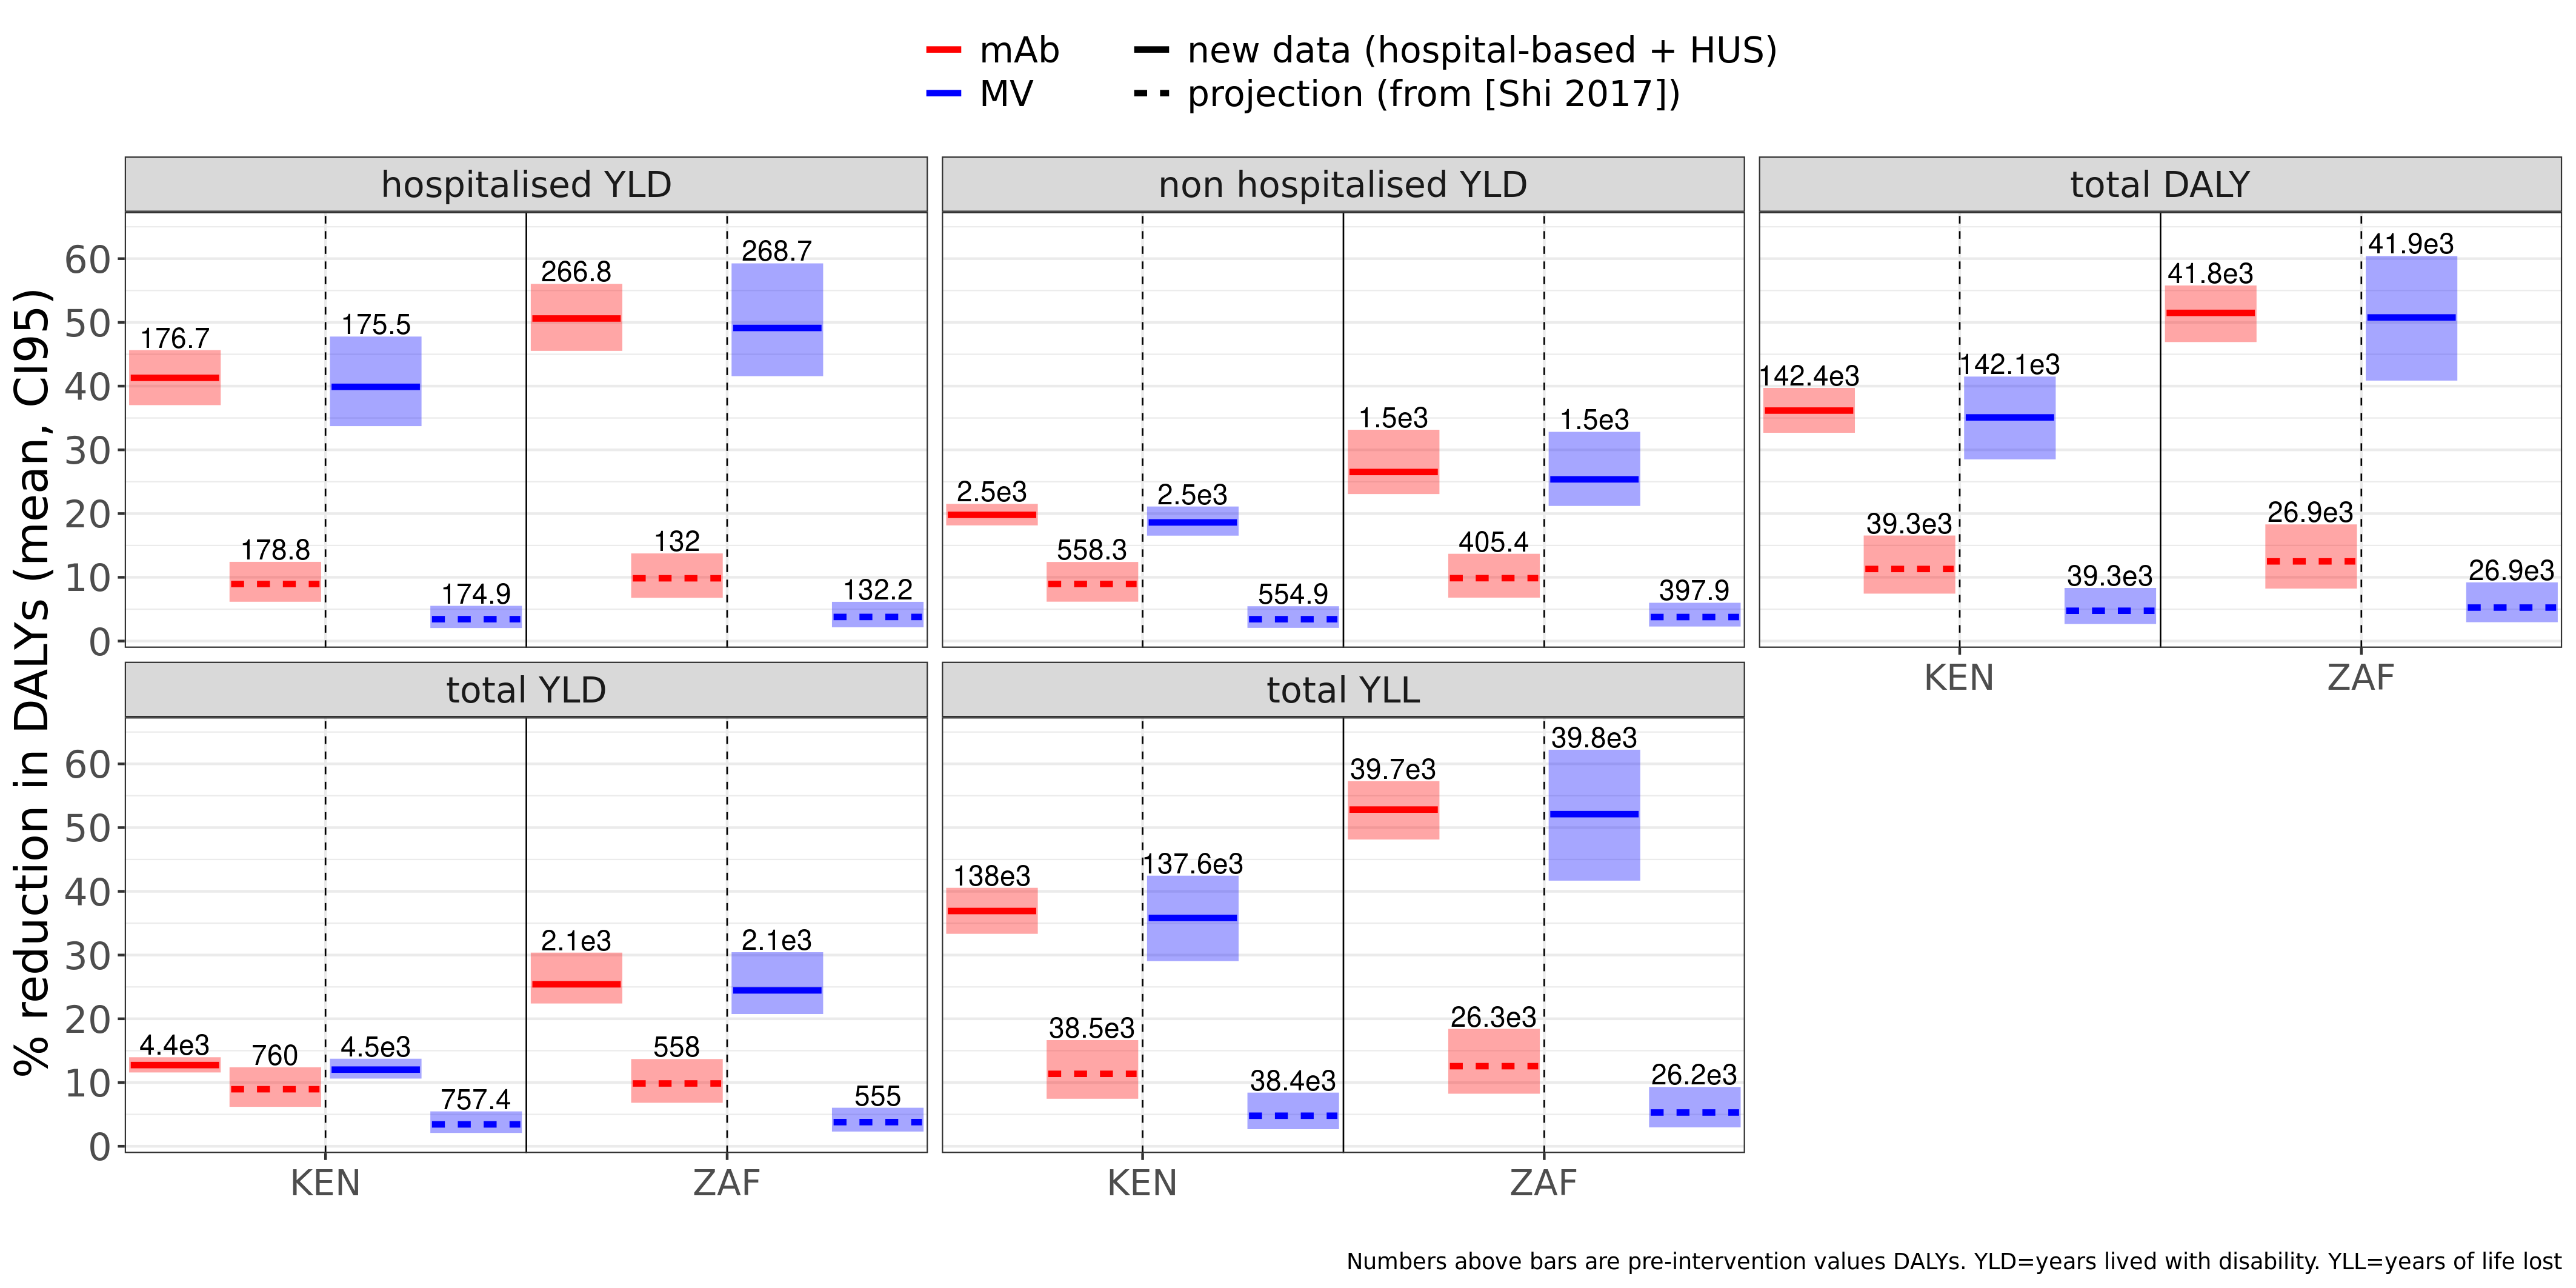 mAb
MV
new data (hospital-based + HUS)
projection (from [Shi 2017])
% reduction in DALYs (mean, CI95)
hospitalised YLD
60
50
40
30
20
10
0
176.7
178.8
175.5
174.9
266.8
132
268.7
132.2
non hospitalised YLD
2.5e3
558.3
2.5e3
554.9
1.5e3
405.4
1.5e3
397.9
total DALY
142.4e3
39.3e3
142.1e3
39.3e3
41.8e3
26.9e3
41.9e3
26.9e3
KEN
ZAF
total YLD
60
50
40
30
20
10
0
4.4e3
760
4.5e3
757.4
2.1e3
558
2.1e3
555
KEN
ZAF
total YLL
138e3
38.5e3
137.6e3
38.4e3
39.7e3
26.3e3
39.8e3
26.2e3
KEN
ZAF
Numbers above bars are pre-intervention values DALYs. YLD=years lived with disability. YLL=years of life lost